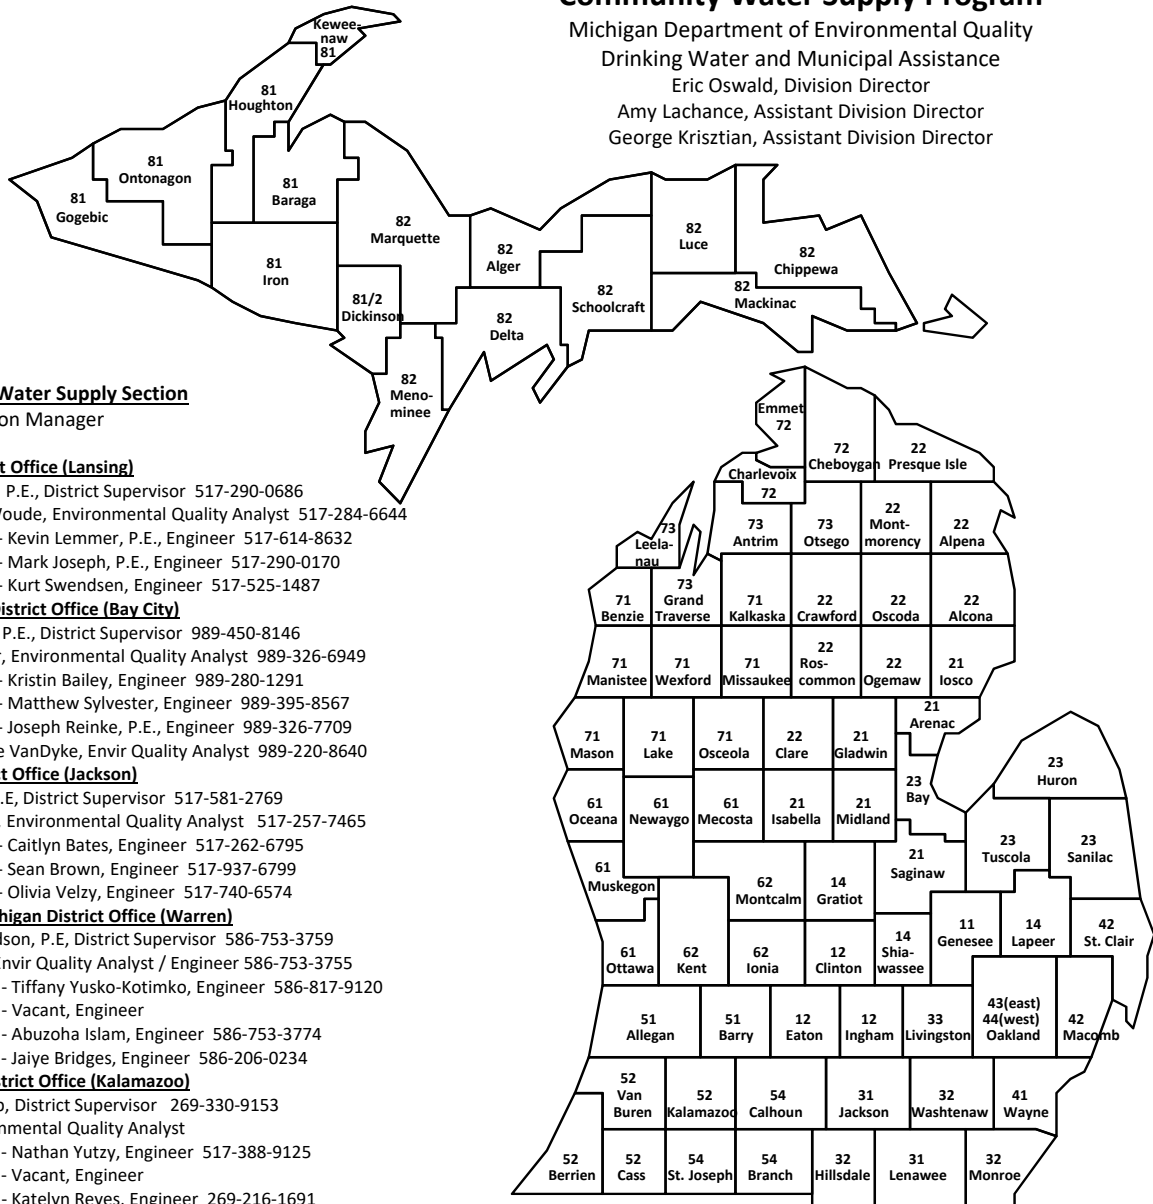 Community Water Supply Program
Michigan Department of Environmental Quality
Drinking Water and Municipal Assistance
Eric Oswald, Division Director
Amy Lachance, Assistant Division Director
George Krisztian, Assistant Division Director
Kewee-
naw
81
81
Houghton
81
Ontonagon
81
Gogebic
81
Baraga
81
Iron
82
Marquette
81/2
Dickinson
82
Alger
82
Delta
82
Meno-
minee
82
Schoolcraft
82
Luce
82
Chippewa
82
Mackinac
Water Supply Section
on Manager
t Office (Lansing)
P.E., District Supervisor 517-290-0686
Voude, Environmental Quality Analyst 517-284-6644
- Kevin Lemmer, P.E., Engineer 517-614-8632
- Mark Joseph, P.E., Engineer 517-290-0170
- Kurt Swendsen, Engineer 517-525-1487
District Office (Bay City)
P.E., District Supervisor 989-450-8146
, Environmental Quality Analyst 989-326-6949
- Kristin Bailey, Engineer 989-280-1291
- Matthew Sylvester, Engineer 989-395-8567
- Joseph Reinke, P.E., Engineer 989-326-7709
e VanDyke, Envir Quality Analyst 989-220-8640
ct Office (Jackson)
.E, District Supervisor 517-581-2769
, Environmental Quality Analyst 517-257-7465
- Caitlyn Bates, Engineer 517-262-6795
- Sean Brown, Engineer 517-937-6799
- Olivia Velzy, Engineer 517-740-6574
higan District Office (Warren)
dson, P.E, District Supervisor 586-753-3759
Envir Quality Analyst / Engineer 586-753-3755
- Tiffany Yusko-Kotimko, Engineer 586-817-9120
- Vacant, Engineer
- Abuzoha Islam, Engineer 586-753-3774
- Jaiye Bridges, Engineer 586-206-0234
strict Office (Kalamazoo)
, District Supervisor 269-330-9153
nmental Quality Analyst
- Nathan Yutzy, Engineer 517-388-9125
- Vacant, Engineer
- Katelyn Reyes, Engineer 269-216-1691
Emmet
72
72
Cheboygan
22
Presque Isle
Charlevoix
72
73
Leela-
nau
73
Antrim
73
Otsego
22
Mont-
morency
22
Alpena
71
Benzie
73
Grand
Traverse
71
Kalkaska
22
Crawford
22
Oscoda
22
Alcona
71
Manistee
71
Wexford
71
Missaukee
22
Ros-
common
22
Ogemaw
21
Iosco
21
Arenac
71
Mason
71
Lake
71
Osceola
22
Clare
21
Gladwin
23
Bay
23
Huron
61
Oceana
61
Newaygo
61
Mecosta
21
Isabella
21
Midland
23
Tuscola
23
Sanilac
61
Muskegon
62
Montcalm
14
Gratiot
21
Saginaw
61
Ottawa
62
Kent
62
Ionia
12
Clinton
14
Shia-
wassee
11
Genesee
14
Lapeer
42
St. Clair
51
Allegan
51
Barry
12
Eaton
12
Ingham
33
Livingston
43(east)
44(west)
Oakland
42
Macomb
52
Van
Buren
52
Kalamazoo
54
Calhoun
31
Jackson
32
Washtenaw
41
Wayne
52
Berrien
52
Cass
54
St. Joseph
54
Branch
32
Hillsdale
31
Lenawee
32
Monroe